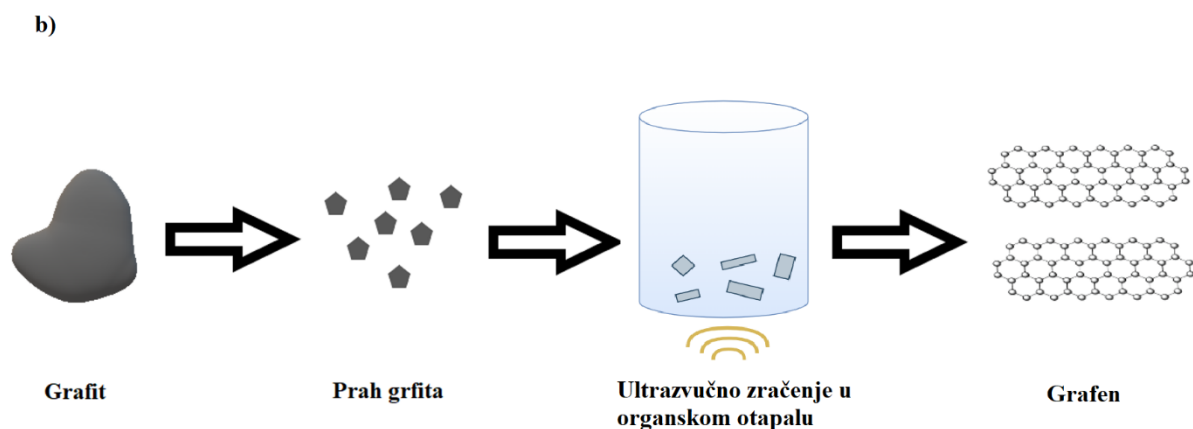 b)
Grafit
Prah grfita
Ultrazvučno zračenje u
organskom otapalu
Grafen